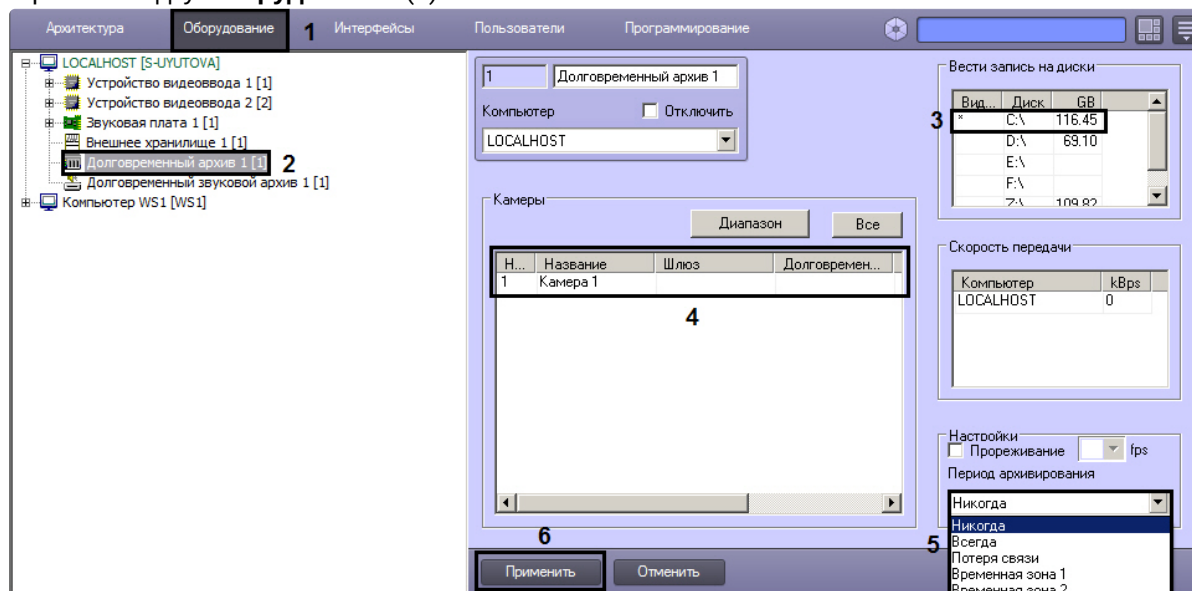 Архитектура Оборудование 1 Интерфейсы Пользователи Программирование
LOCALHOST [S-UYUTOVA]
Устройство видеоввода 1 [1]
Устройство видеоввода 2 [2]
Звуковая плата 1 [1]
Внешнее хранилище 1 [1]
Долговременный архив 1 [1] 2
Долговременный звуковой архив 1 [1]
Компьютер WS1 [WS1]
1 Долговременный архив 1
Компьютер Отключить
LOCALHOST
Камеры
Диапазон Все
Н... Название Шлюз Долговремен...
1 Камера 1
4
Вести запись на диски
Вид... Диск GB
3 * C:\ 116.45
D:\ 69.10
E:\
F:\
Z:\ 109.82
Скорость передачи
Компьютер kBps
LOCALHOST 0
Настройки
Прореживание fps
Период архивирования
Никогда
Никогда
5 Всегда
Потеря связи
Временная зона 1
Временная зона 2
6
Применить Отменить